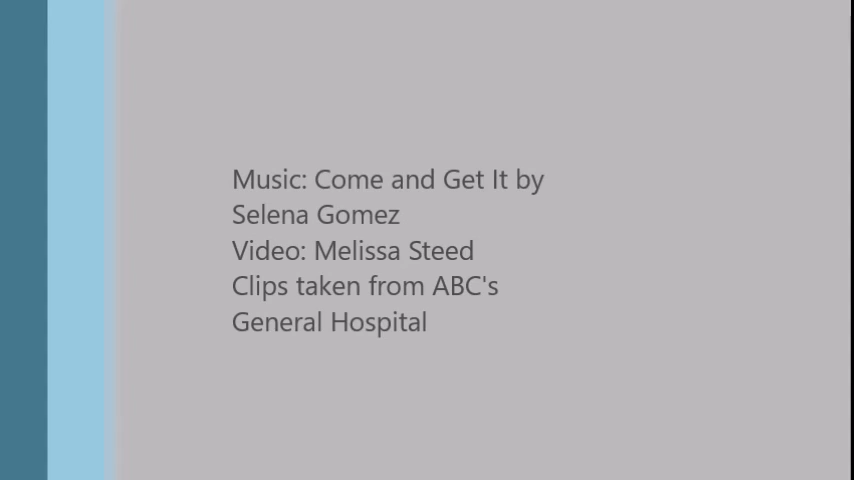 Music: Come and Get It by
Selena Gomez
Video: Melissa Steed
Clips taken from ABC's
General Hospital